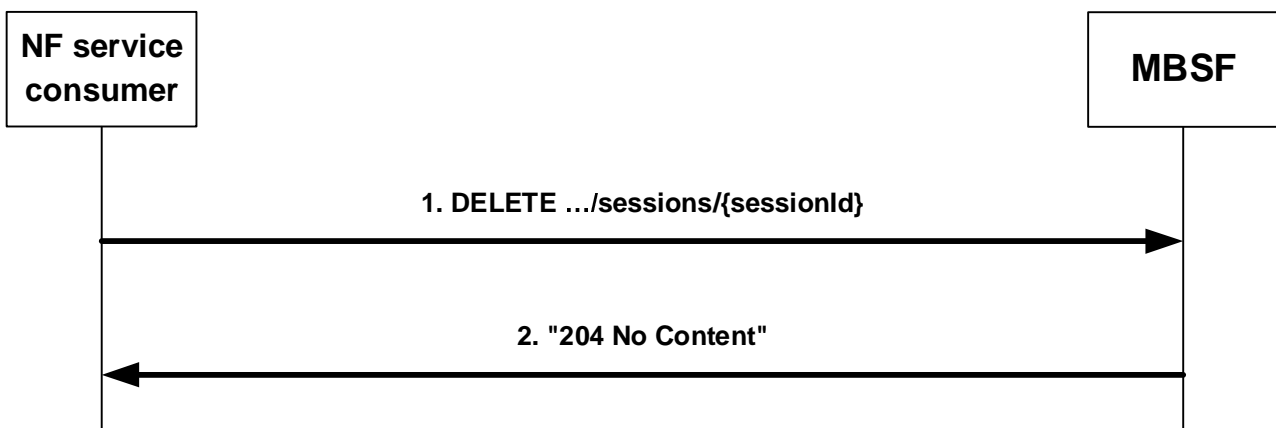 NF service
consumer
MBSF
1. DELETE …/sessions/{sessionId}
2. "204 No Content"